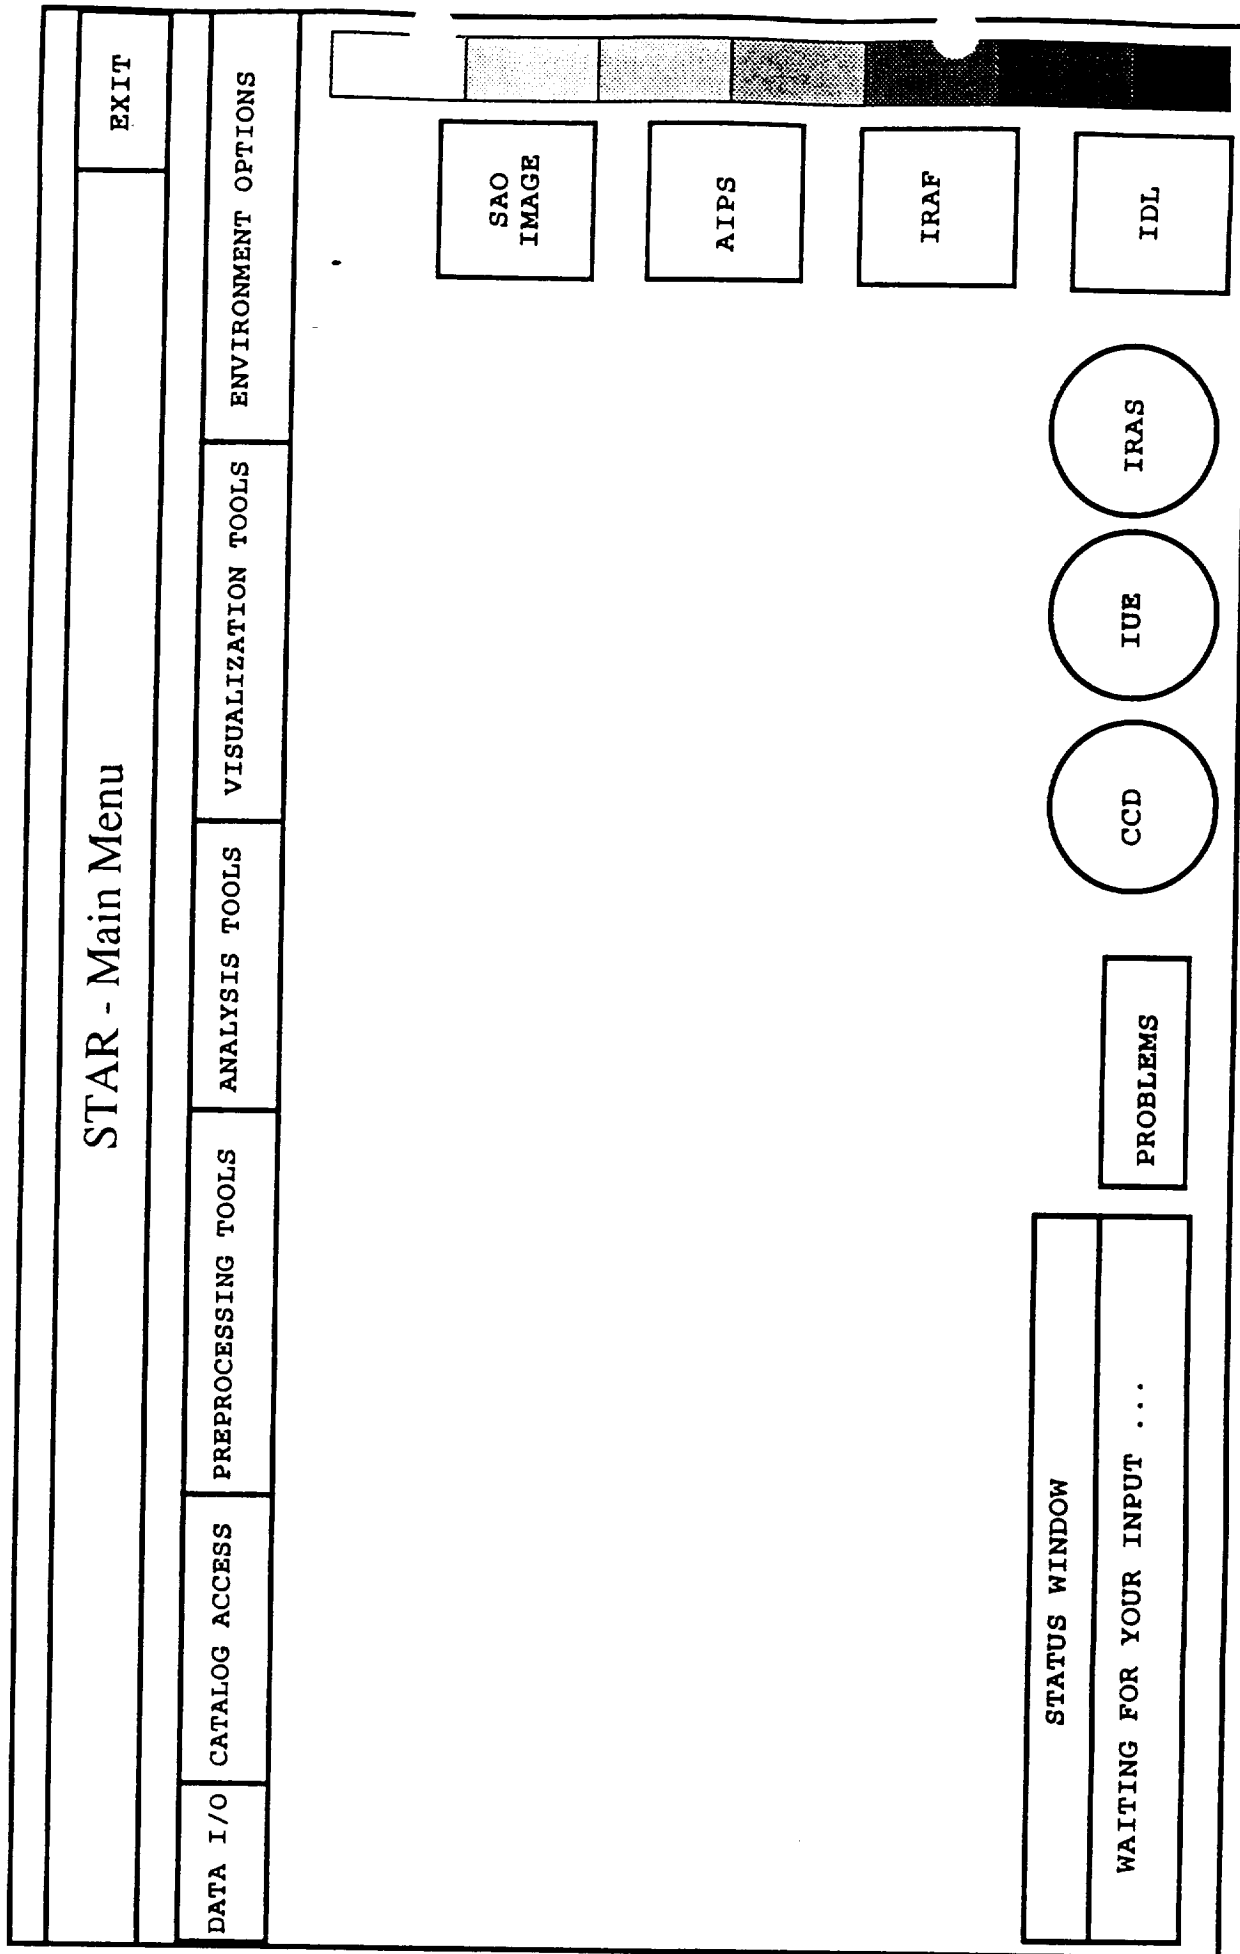 STAR - Main Menu
EXIT
DATA I/O
CATALOG ACCESS
PREPROCESSING TOOLS
ANALYSIS TOOLS
VISUALIZATION TOOLS
ENVIRONMENT OPTIONS
SAO
IMAGE
AIPS
IRAF
IDL
STATUS WINDOW
WAITING FOR YOUR INPUT ...
PROBLEMS
CCD
IUE
IRAS